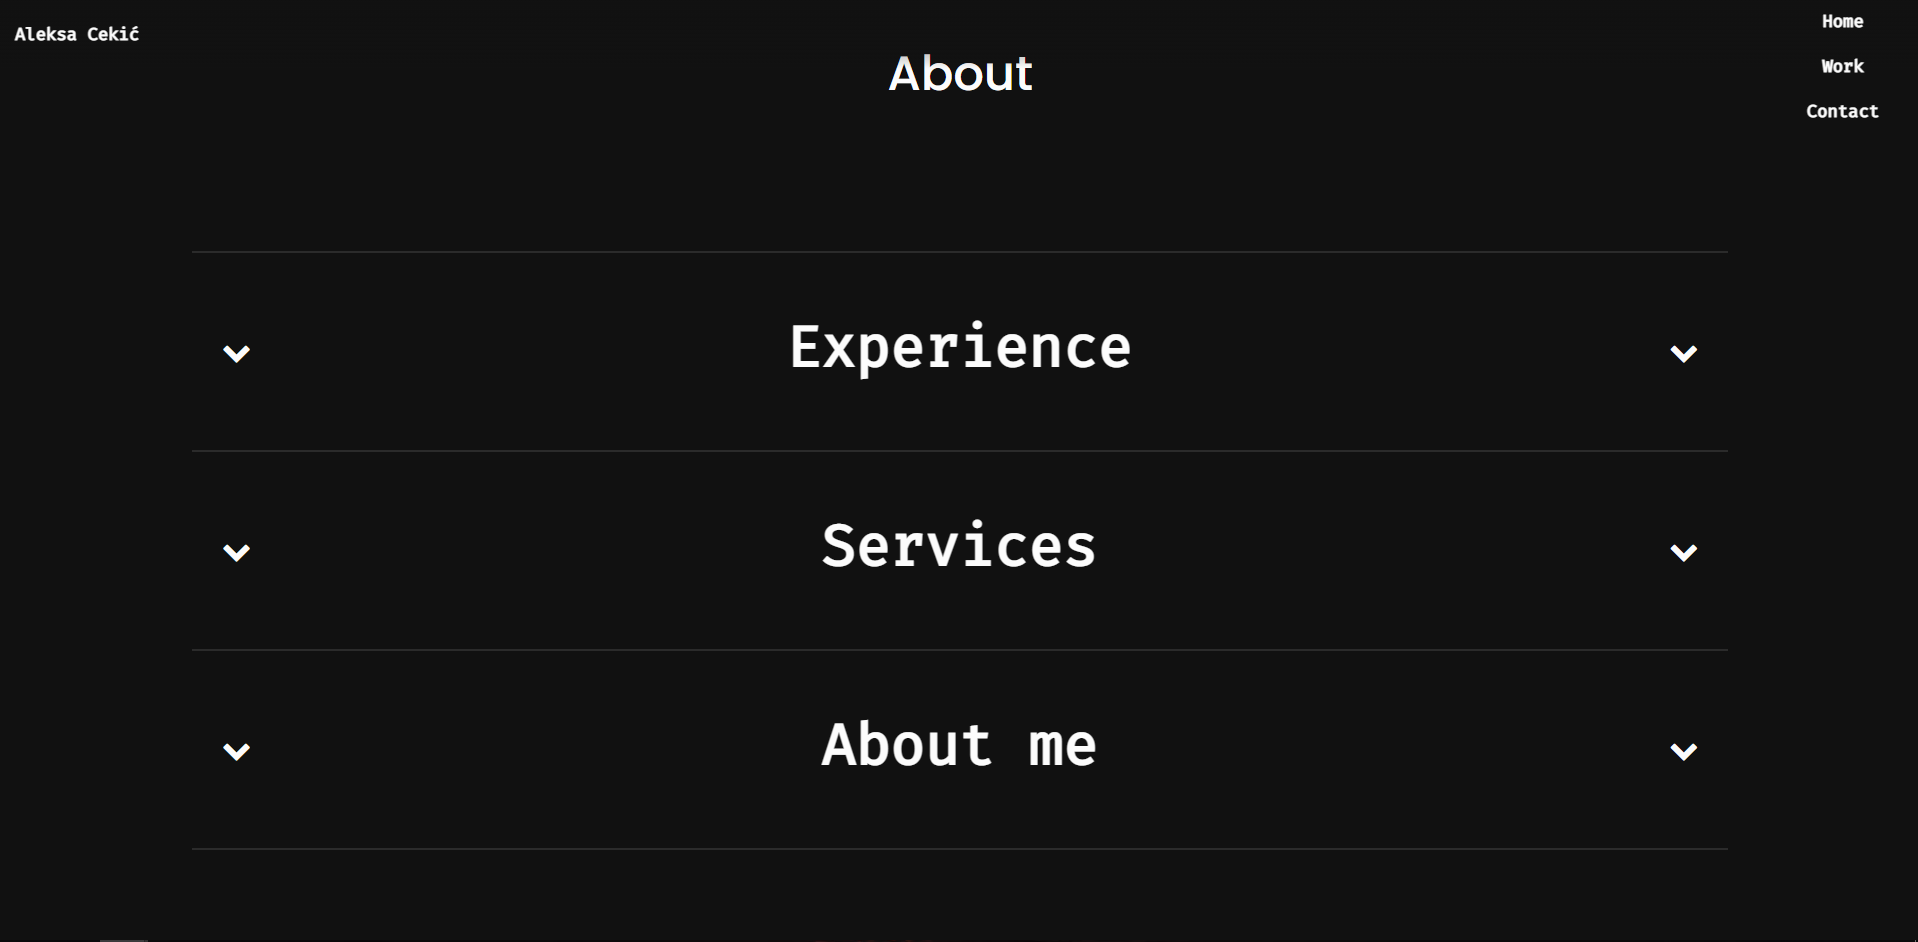 Aleksa Cekić
Home
Work
Contact
About
Experience
Services
About me